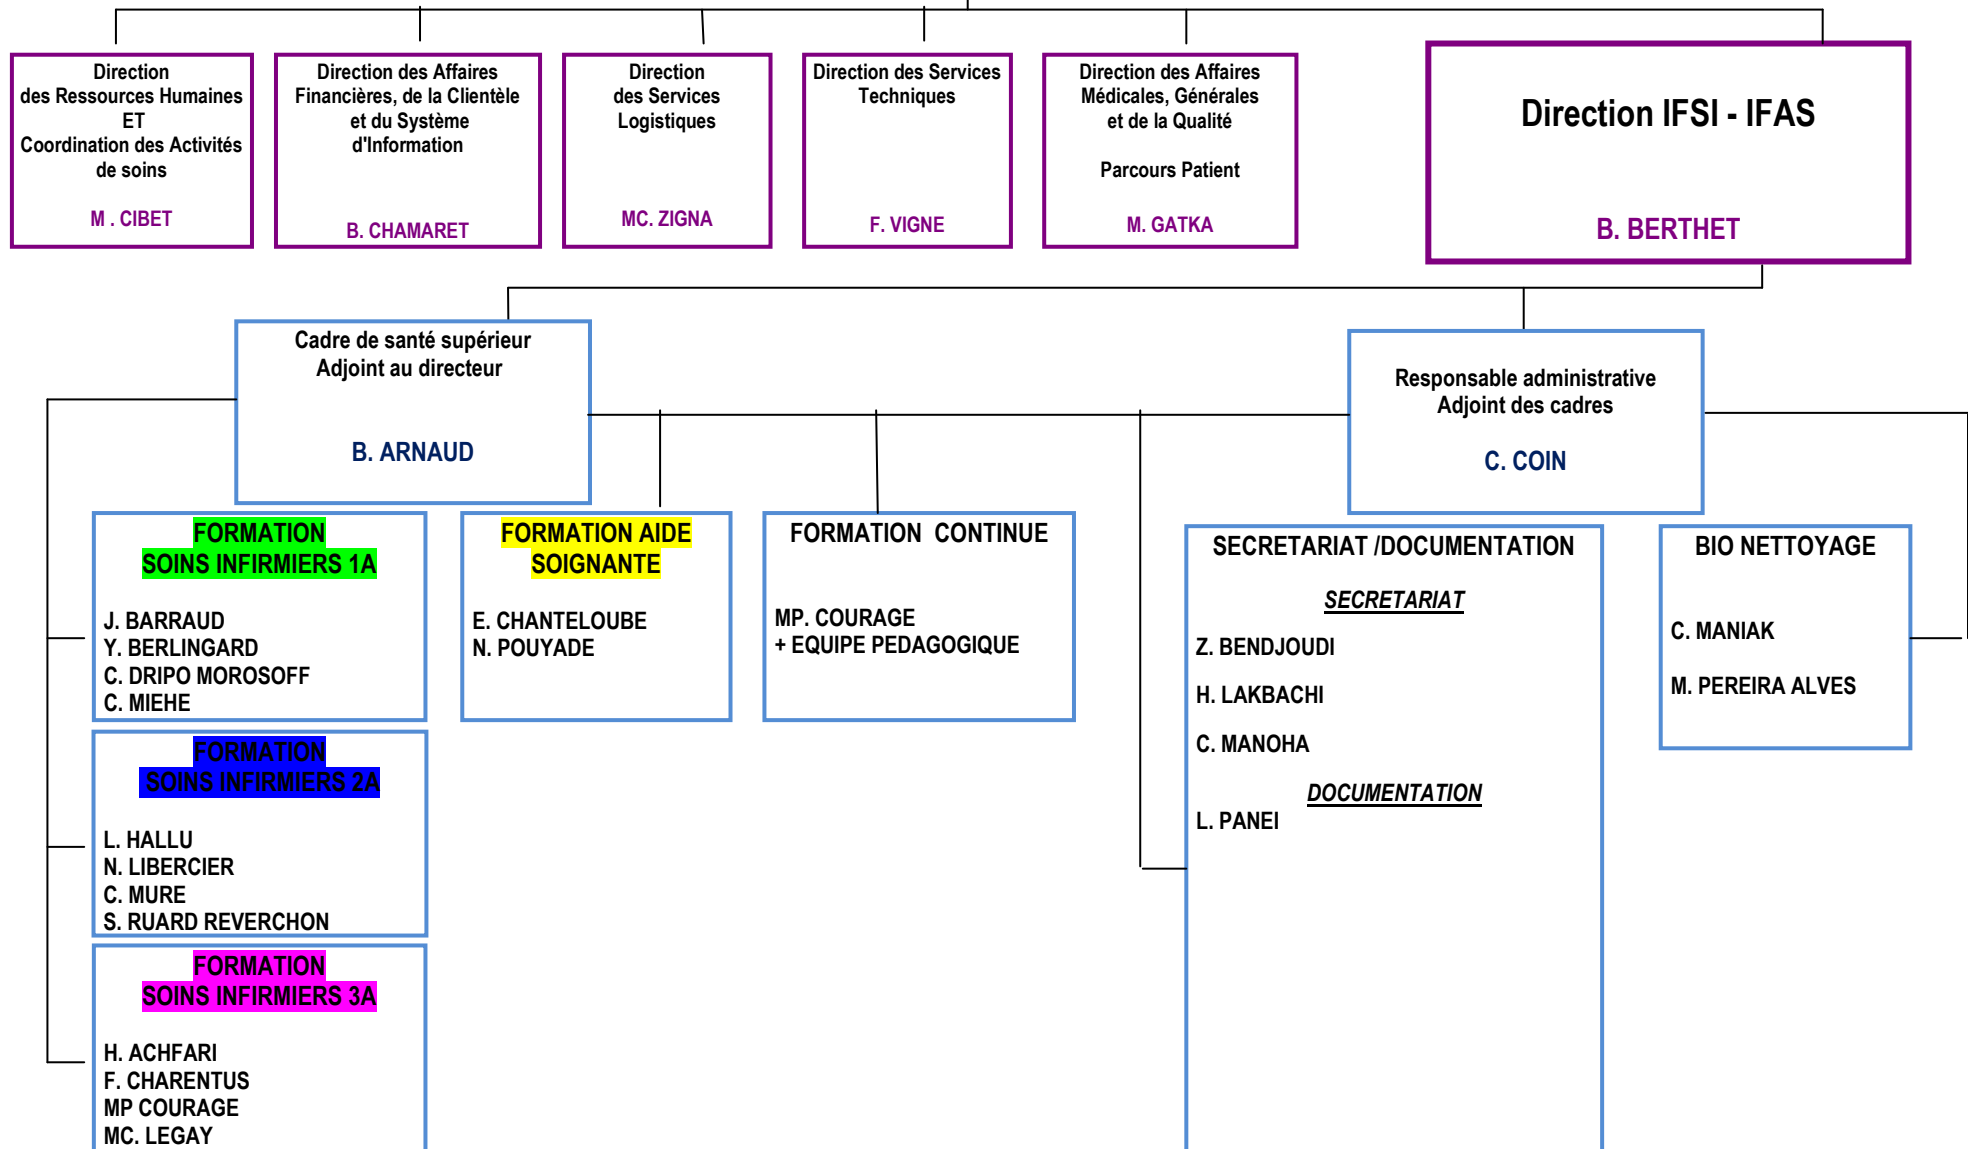 Direction
des Ressources Humaines
ET
Coordination des Activités
de soins
M . CIBET
Direction des Affaires
Financières, de la Clientèle
et du Système
d'Information
B. CHAMARET
Direction
des Services
Logistiques
MC. ZIGNA
Direction des Services
Techniques
F. VIGNE
Direction des Affaires
Médicales, Générales
et de la Qualité
Parcours Patient
M. GATKA
Direction IFSI - IFAS
B. BERTHET
Cadre de santé supérieur
Adjoint au directeur
B. ARNAUD
Responsable administrative
Adjoint des cadres
C. COIN
FORMATION
SOINS INFIRMIERS 1A
J. BARRAUD
Y. BERLINGARD
C. DRIPO MOROSOFF
C. MIEHE
FORMATION AIDE
SOIGNANTE
E. CHANTELOUBE
N. POUYADE
FORMATION CONTINUE
MP. COURAGE
+ EQUIPE PEDAGOGIQUE
SECRETARIAT /DOCUMENTATION
SECRETARIAT
Z. BENDJOUDI
H. LAKBACHI
C. MANOHA
DOCUMENTATION
L. PANEI
BIO NETTOYAGE
C. MANIAK
M. PEREIRA ALVES
FORMATION
SOINS INFIRMIERS 2A
L. HALLU
N. LIBERCIER
C. MURE
S. RUARD REVERCHON
FORMATION
SOINS INFIRMIERS 3A
H. ACHFARI
F. CHARENTUS
MP COURAGE
MC. LEGAY